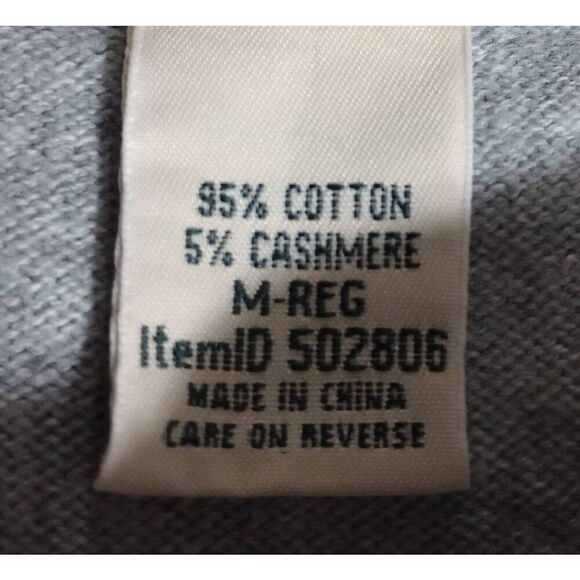 95% COTTON
5% CASHMERE
M-REG
ItemID 502806
MADE IN CHINA
CARE ON REVERSE